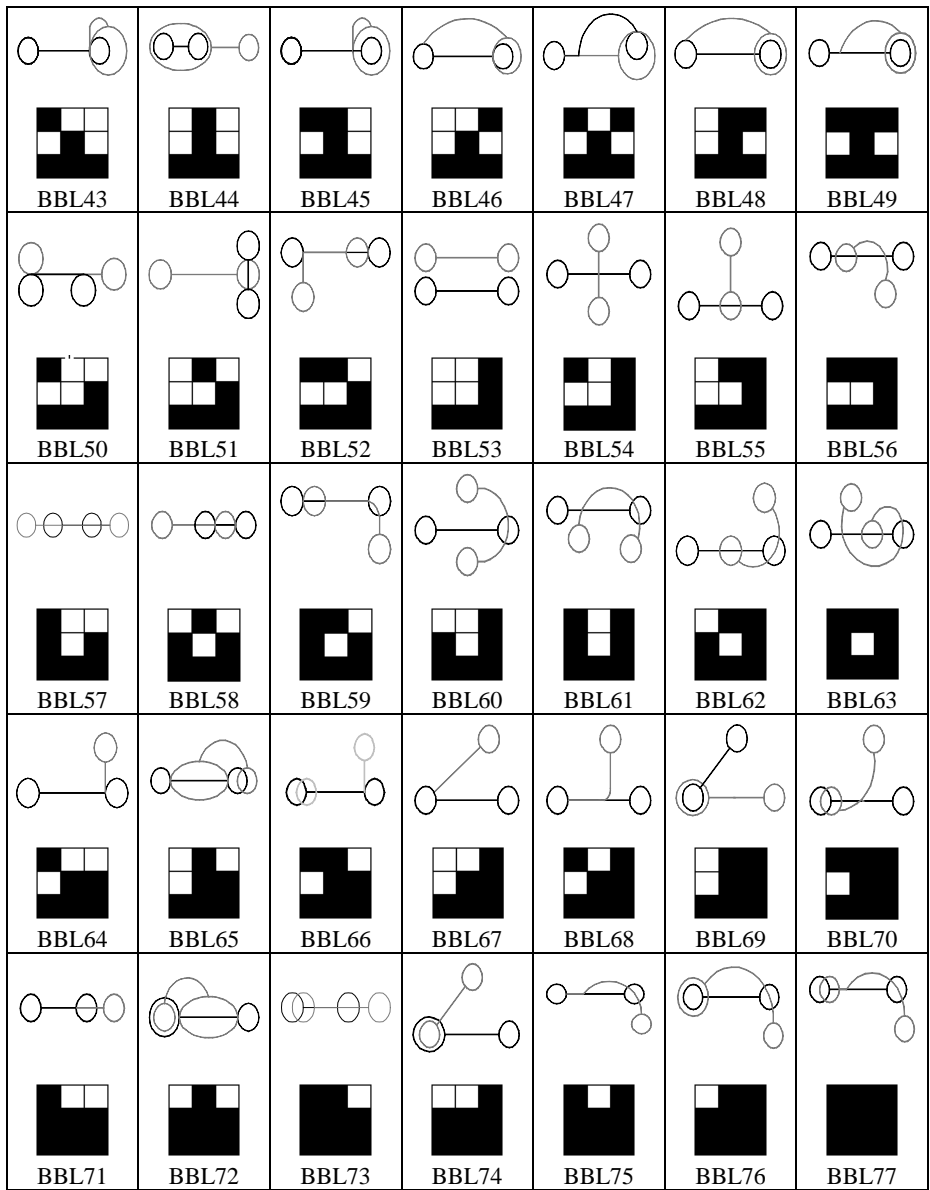 BBL43 BBL44 BBL45 BBL46 BBL47 BBL48 BBL49
BBL50 BBL51 BBL52 BBL53 BBL54 BBL55 BBL56
BBL57 BBL58 BBL59 BBL60 BBL61 BBL62 BBL63
BBL64 BBL65 BBL66 BBL67 BBL68 BBL69 BBL70
BBL71 BBL72 BBL73 BBL74 BBL75 BBL76 BBL77